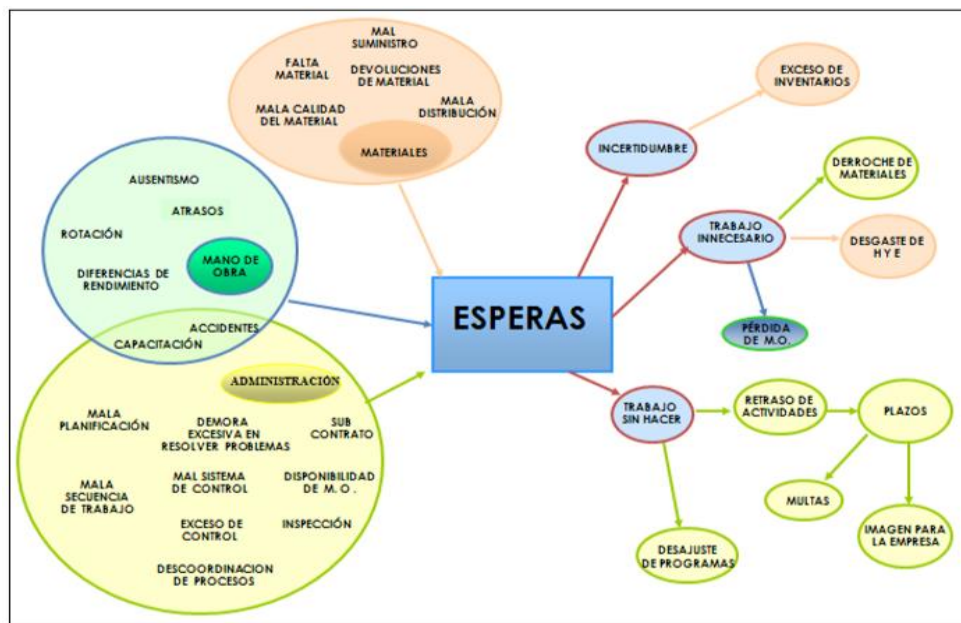 MAL
SUMINISTRO
FALTA
MATERIAL
DEVOLUCIONES
DE MATERIAL
MALA CALIDAD
DEL MATERIAL
MALA
DISTRIBUCIÓN
MATERIALES
AUSENTISMO
ATRASOS
ROTACIÓN
MANO DE
OBRA
DIFERENCIAS DE
RENDIMIENTO
ACCIDENTES
CAPACITACIÓN
ADMINISTRACIÓN
MALA
PLANIFICACIÓN
DEMORA
EXCESIVA EN
RESOLVER PROBLEMAS
SUB
CONTRATO
MALA
SECUENCIA
DE TRABAJO
MAL SISTEMA
DE CONTROL
DISPONIBILIDAD
DE M. O.
EXCESO DE
CONTROL
INSPECCIÓN
DESCOORDINACION
DE PROCESOS
ESPERAS
INCERTIDUMBRE
EXCESO DE
INVENTARIOS
TRABAJO
INNECESARIO
DERROCHE DE
MATERIALES
DESGASTE DE
H Y E
PÉRDIDA
DE M.O.
TRABAJO
SIN HACER
RETRASO DE
ACTIVIDADES
PLAZOS
MULTAS
IMAGEN PARA
LA EMPRESA
DESAJUSTE
DE PROGRAMAS